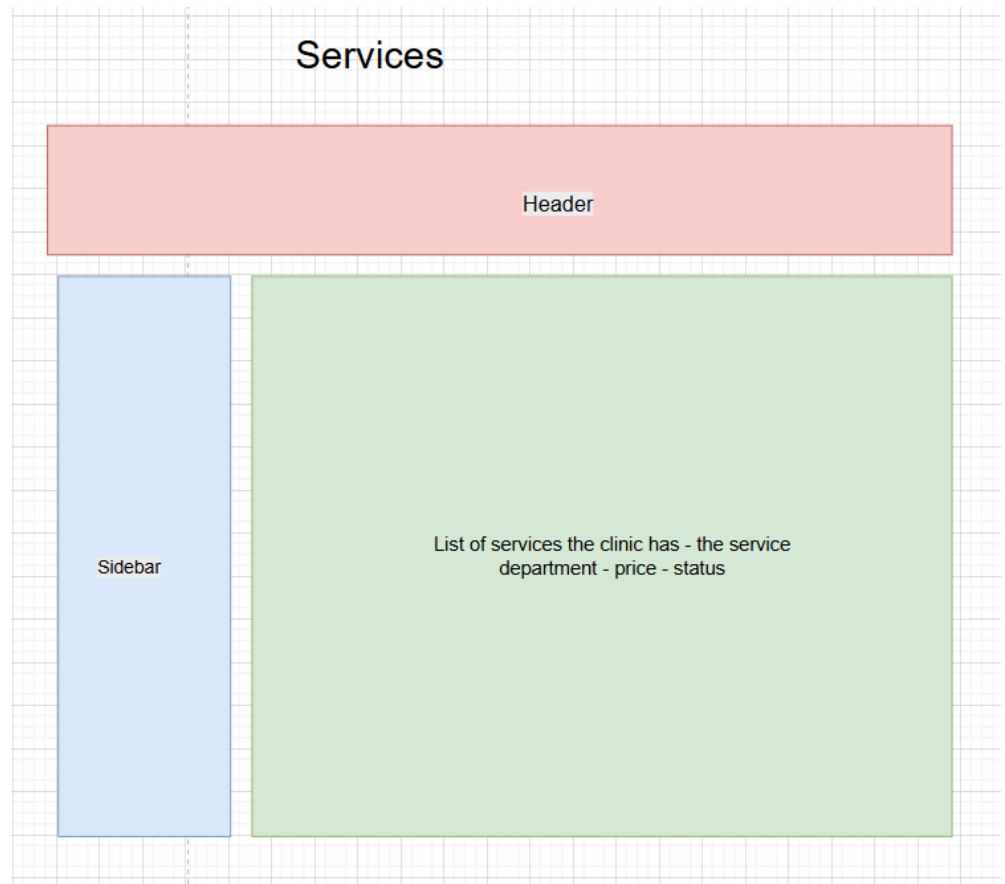 Services
Header
Sidebar
List of services the clinic has - the service
department - price - status